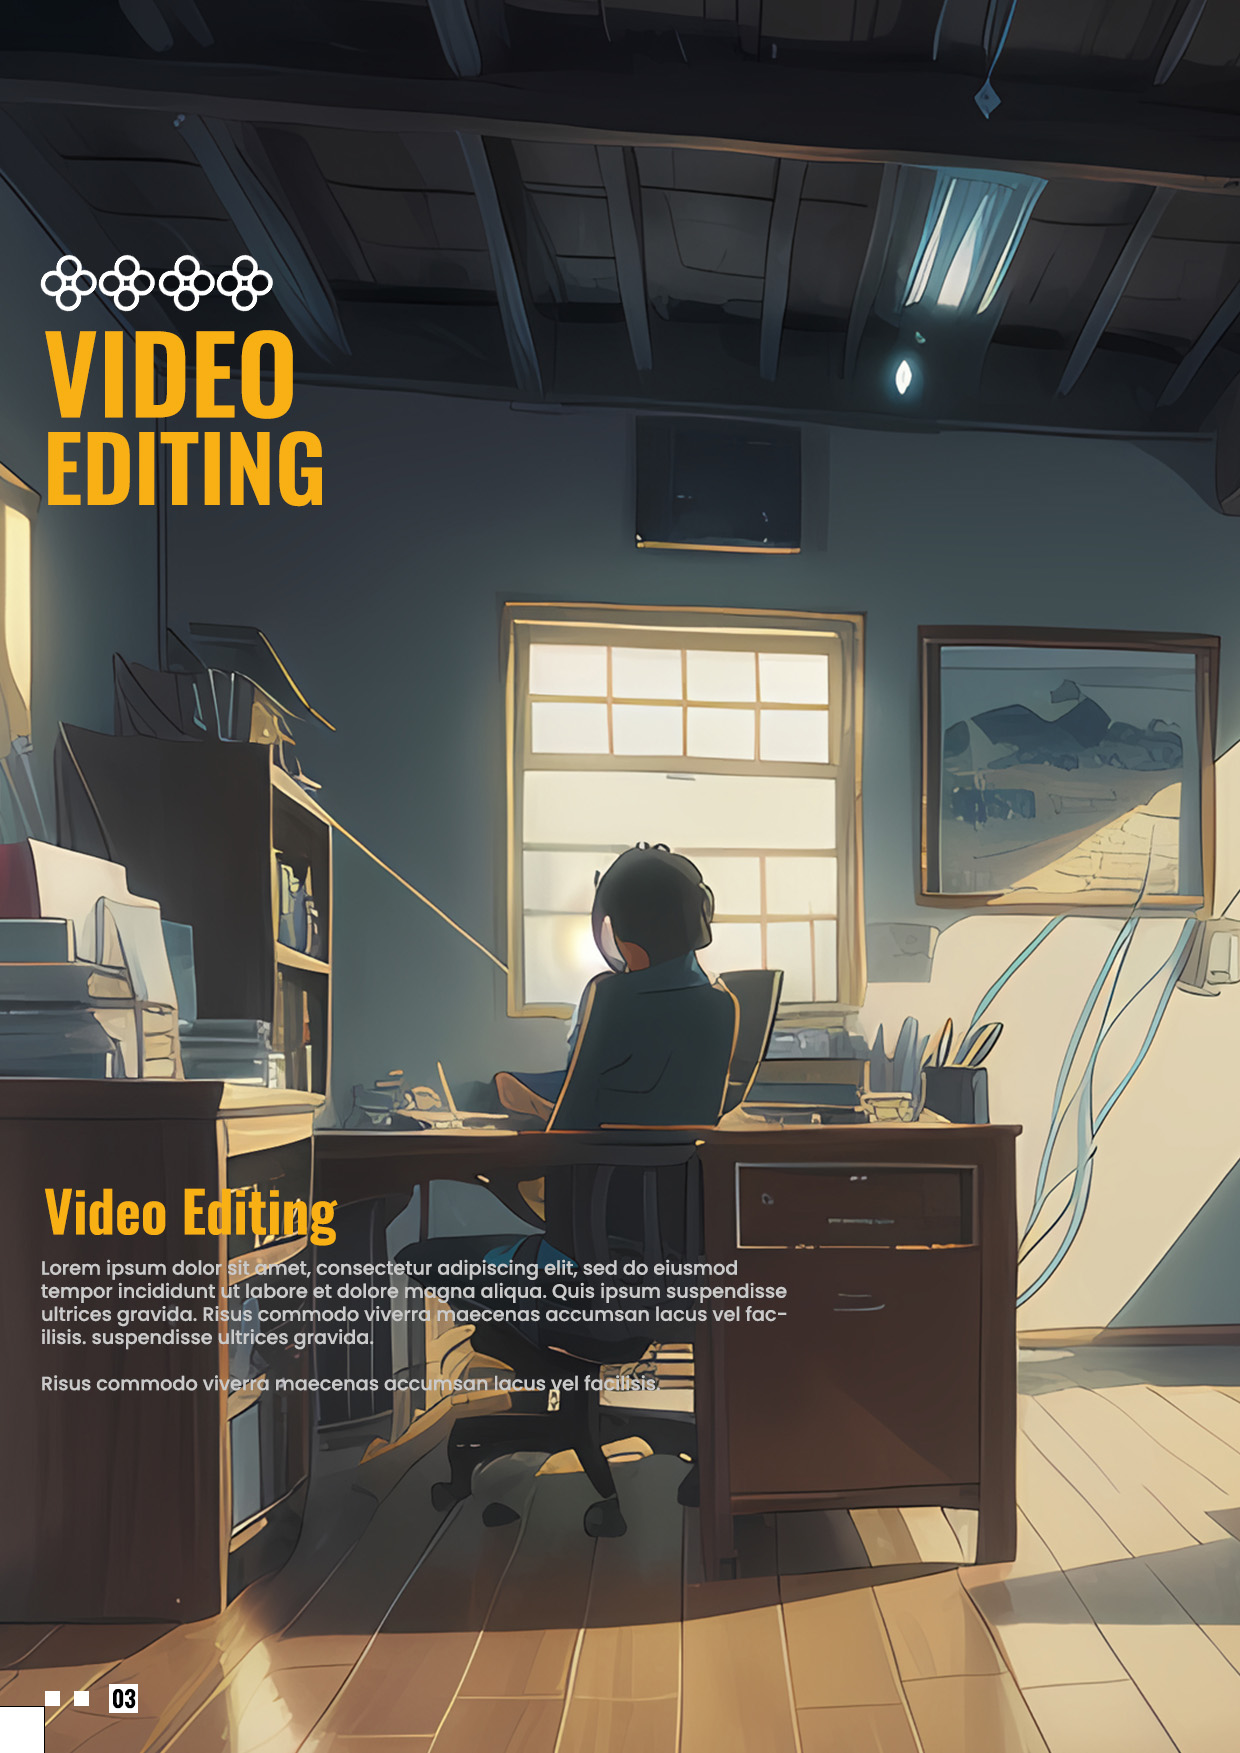 VIDEO
EDITING
Video Editing
Lorem ipsum dolor sit amet, consectetur adipiscing elit, sed do eiusmod
tempor incididunt ut labore et dolore magna aliqua. Quis ipsum suspendisse
ultrices gravida. Risus commodo viverra maecenas accumsan lacus vel fac-
ilisis. suspendisse ultrices gravida.
Risus commodo viverra maecenas accumsan lacus vel facilisis.
03